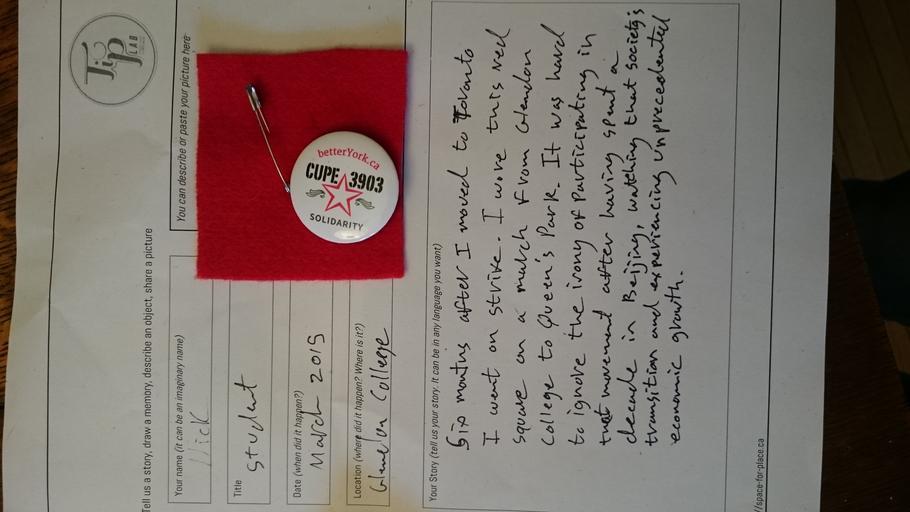 Tip
LAB
Tell us a story, draw a memory, describe an object, share a picture
Your name (it can be an imaginary name)
Nick
You can describe or paste your picture here
Title
Student
Date (when did it happen?)
March 2015
Location (where did it happen? Where is it?)
Glendon College
betterYork.ca
CUPE 3903
SOLIDARITY
Your Story (tell us your story. It can be in any language you want)
Six months after I moved to Toronto
I went on strike. I wore this red
square on a march from Glendon
College to Queen's Park. It was hard
to ignore the irony of participating in
that movement after having spent a
decade in Beijing, watching that society's
transition and experiencing unprecedented
economic growth.
//space-for-place.ca